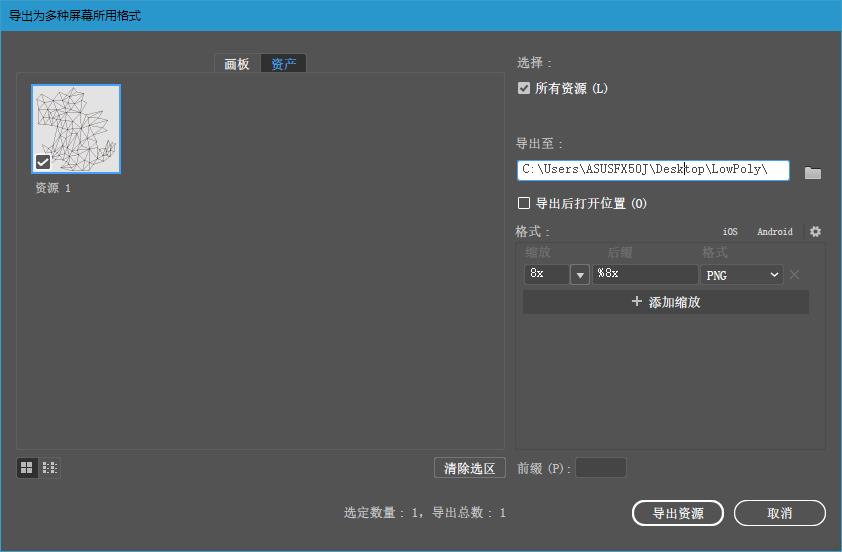 导出为多种屏幕所用格式
画板 资产
资源 1
选择：
所有资源 (L)
导出至：
C:\Users\ASUSFX50J\Desktop\LowPoly\
导出后打开位置 (O)
格式： iOS Android
缩放 后缀 格式
8x %8x PNG
+ 添加缩放
清除选区 前缀 (P)：
选定数量：1，导出总数：1
导出资源 取消